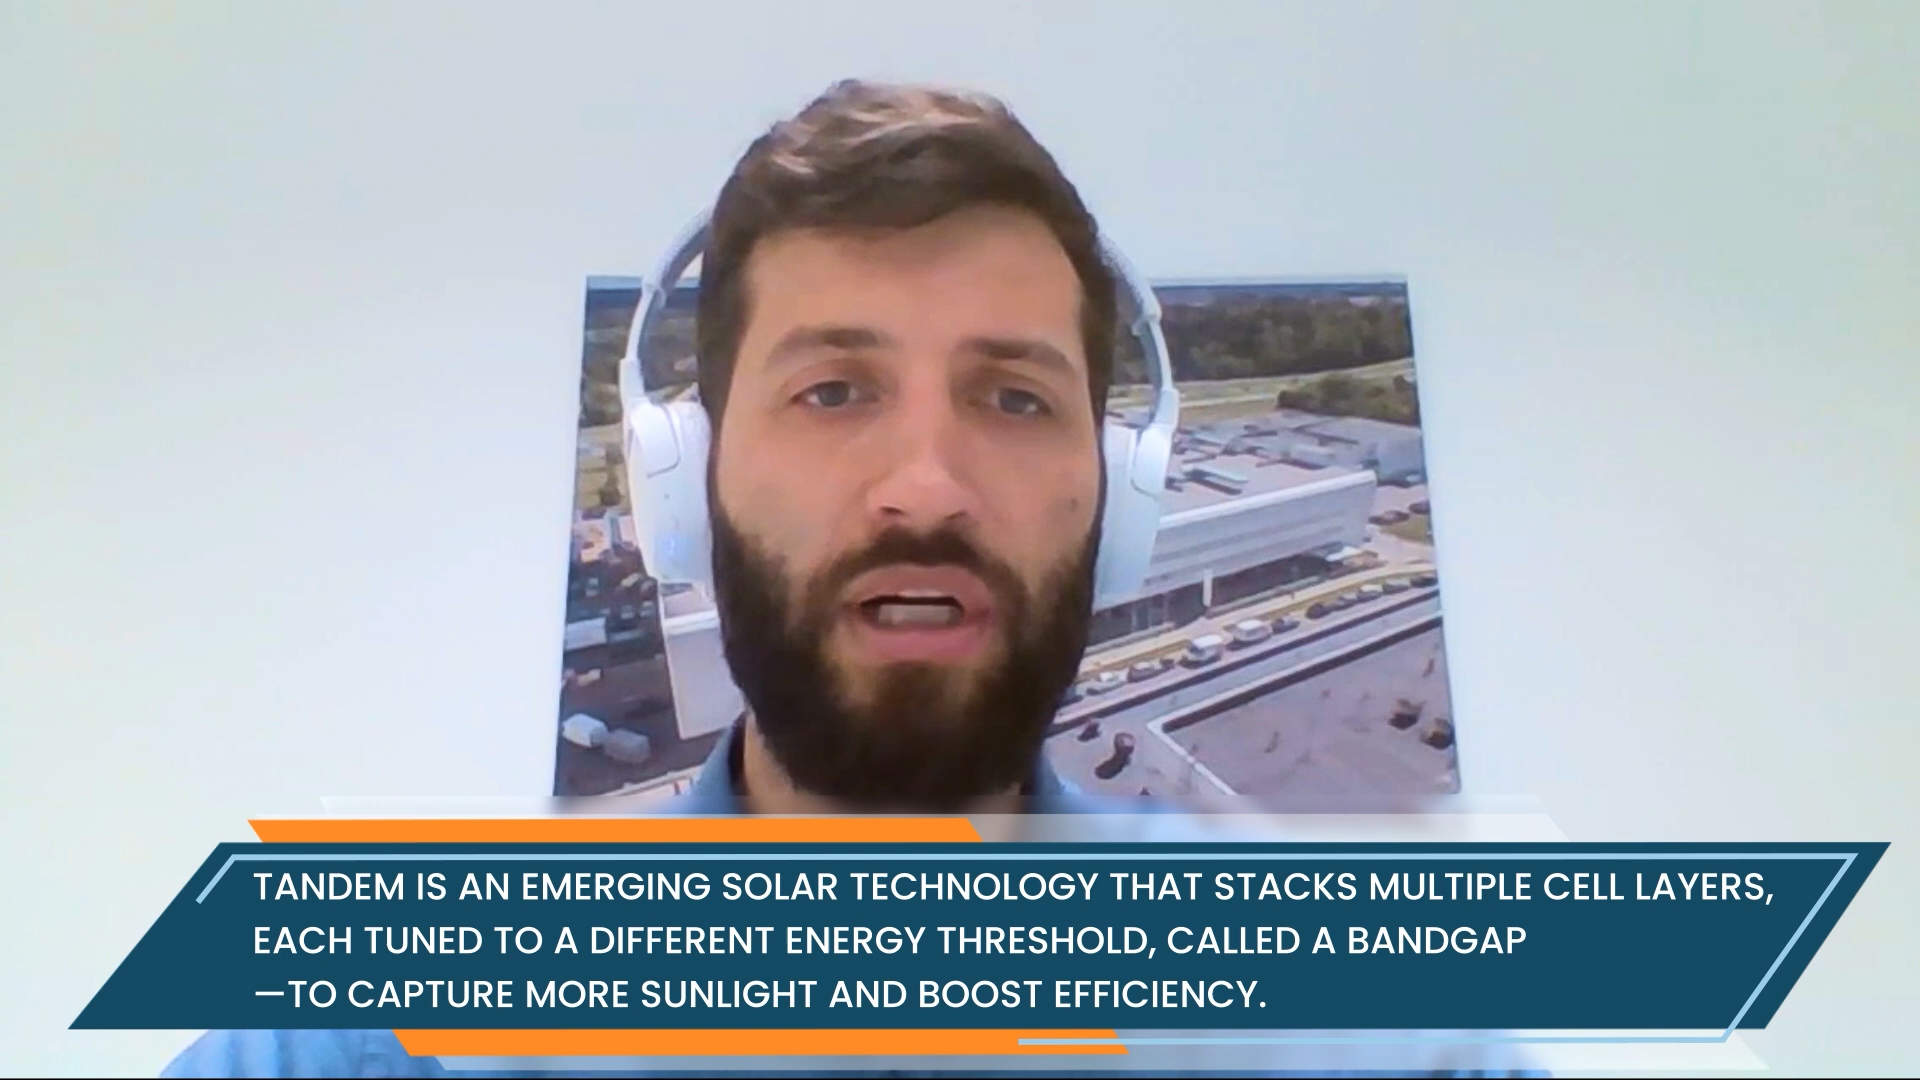 TANDEM IS AN EMERGING SOLAR TECHNOLOGY THAT STACKS MULTIPLE CELL LAYERS,
EACH TUNED TO A DIFFERENT ENERGY THRESHOLD, CALLED A BANDGAP
—TO CAPTURE MORE SUNLIGHT AND BOOST EFFICIENCY.